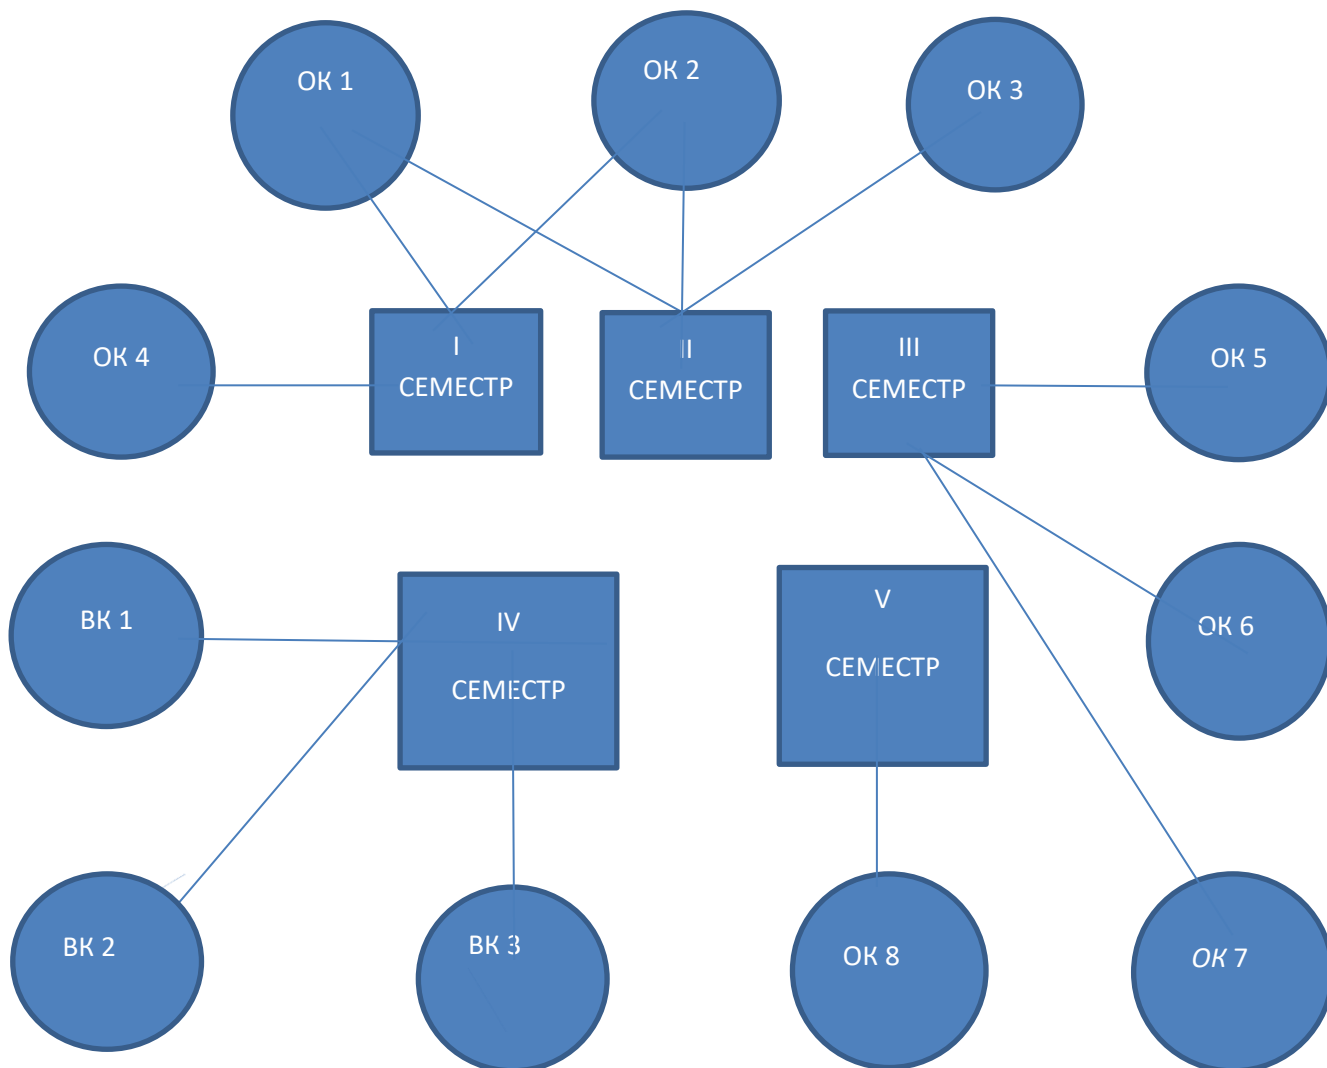 ОК 1
ОК 2
ОК 3
ОК 4
I
СЕМЕСТР
II
СЕМЕСТР
III
СЕМЕСТР
ОК 5
ВК 1
IV
СЕМЕСТР
V
СЕМЕСТР
ОК 6
ВК 2
ВК 3
ОК 8
ОК 7